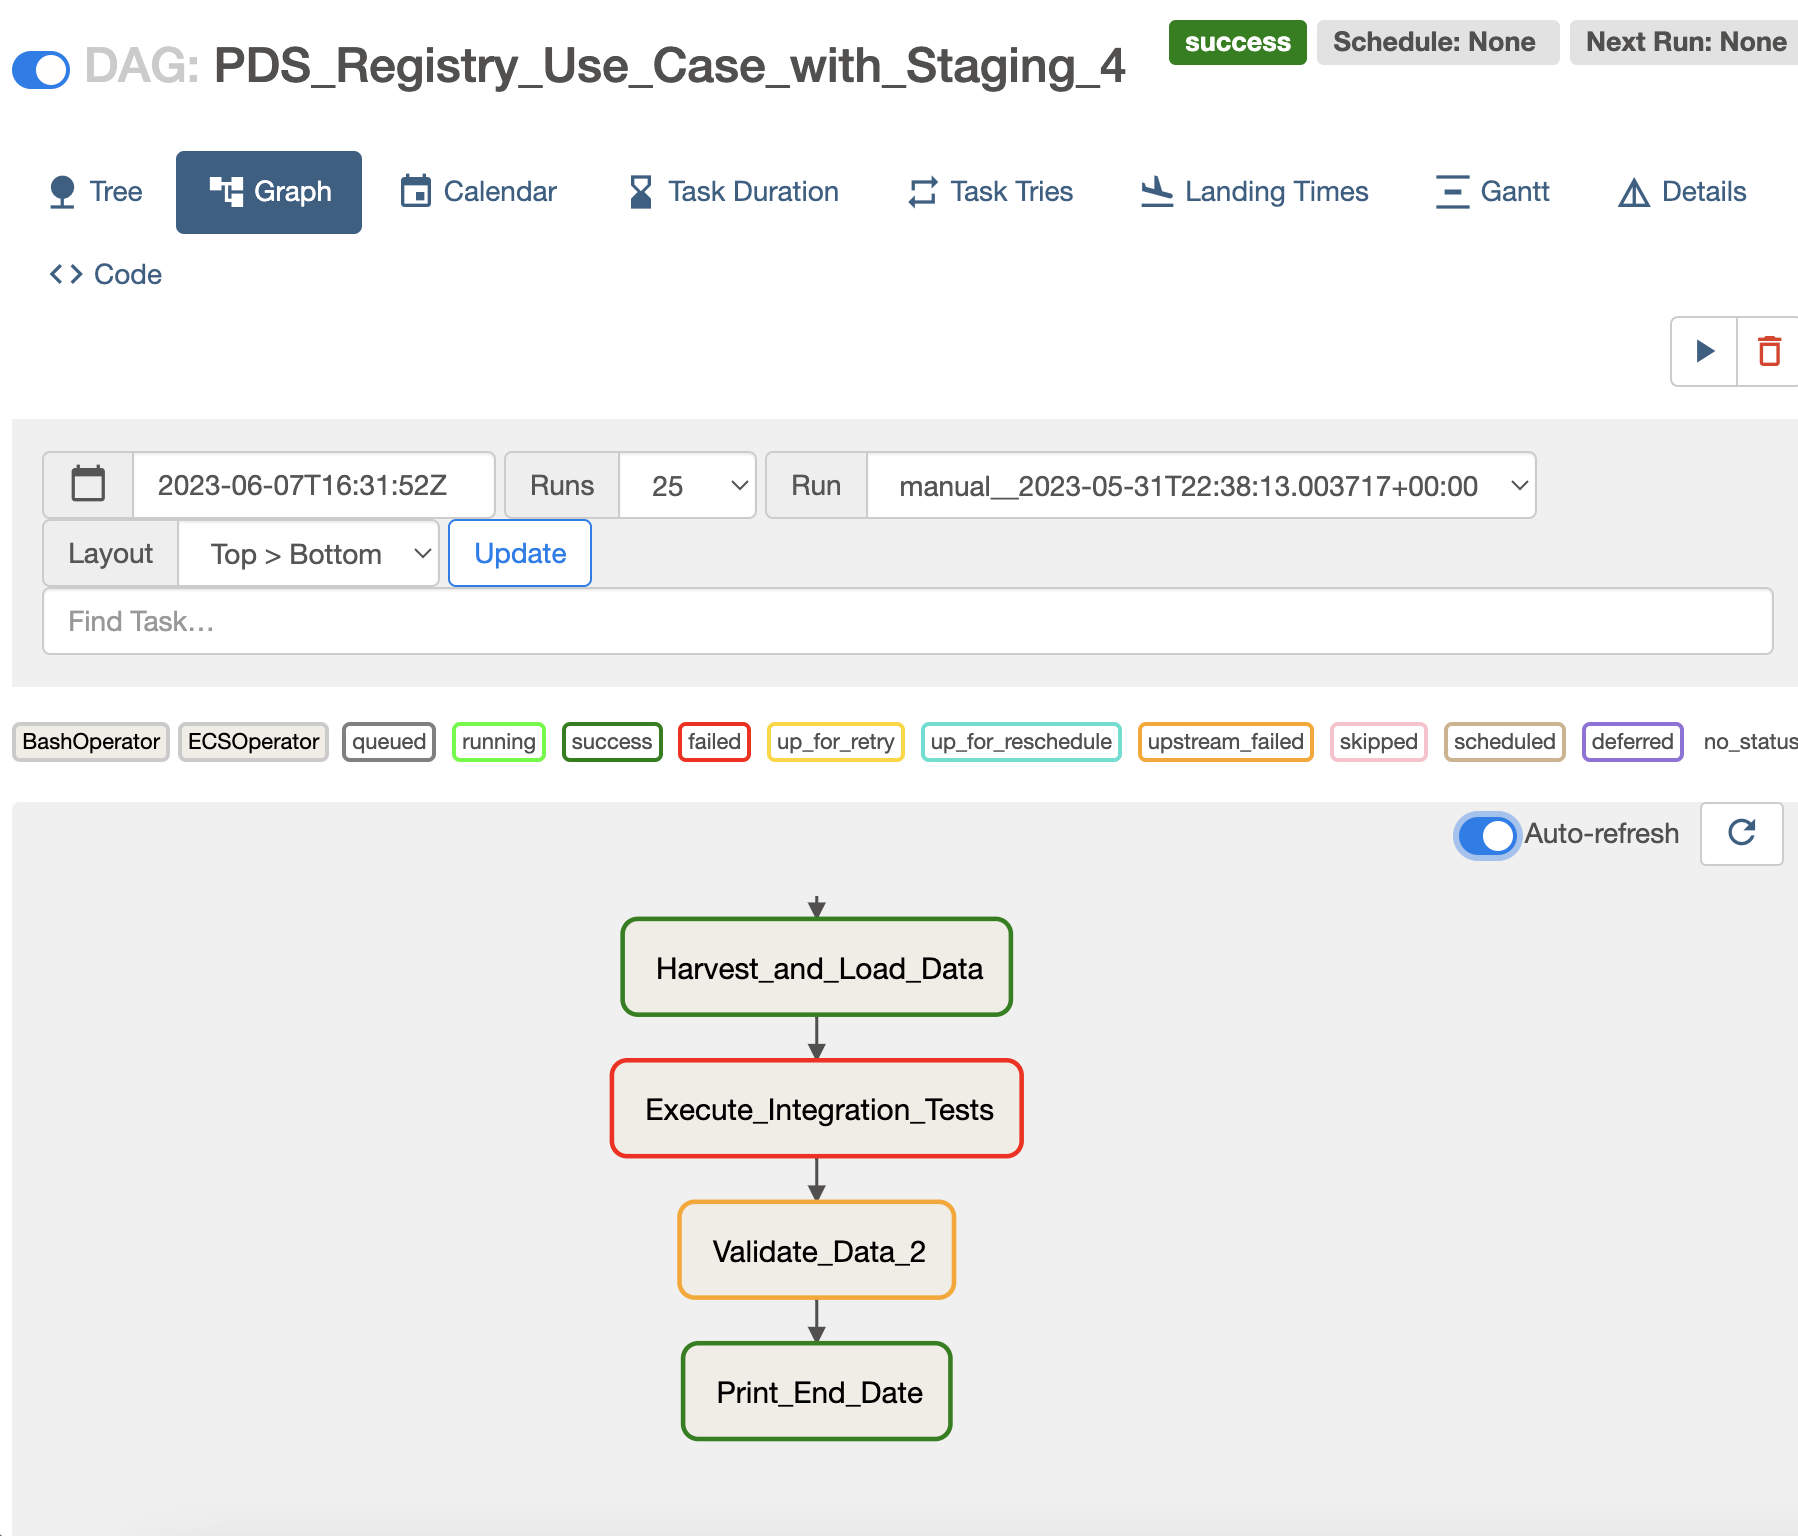 DAG: PDS_Registry_Use_Case_with_Staging_4
success
Schedule: None
Next Run: None
Tree
Graph
Calendar
Task Duration
Task Tries
Landing Times
Gantt
Details
Code
2023-06-07T16:31:52Z
Runs
25
Run
manual__2023-05-31T22:38:13.003717+00:00
Layout
Top > Bottom
Update
Find Task…
BashOperator
ECSOperator
queued
running
success
failed
up_for_retry
up_for_reschedule
upstream_failed
skipped
scheduled
deferred
no_status
Auto-refresh
Harvest_and_Load_Data
Execute_Integration_Tests
Validate_Data_2
Print_End_Date